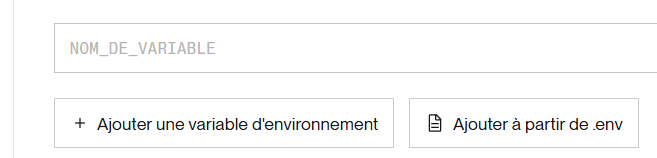 NOM_DE_VARIABLE
Ajouter une variable d'environnement
Ajouter à partir de .env